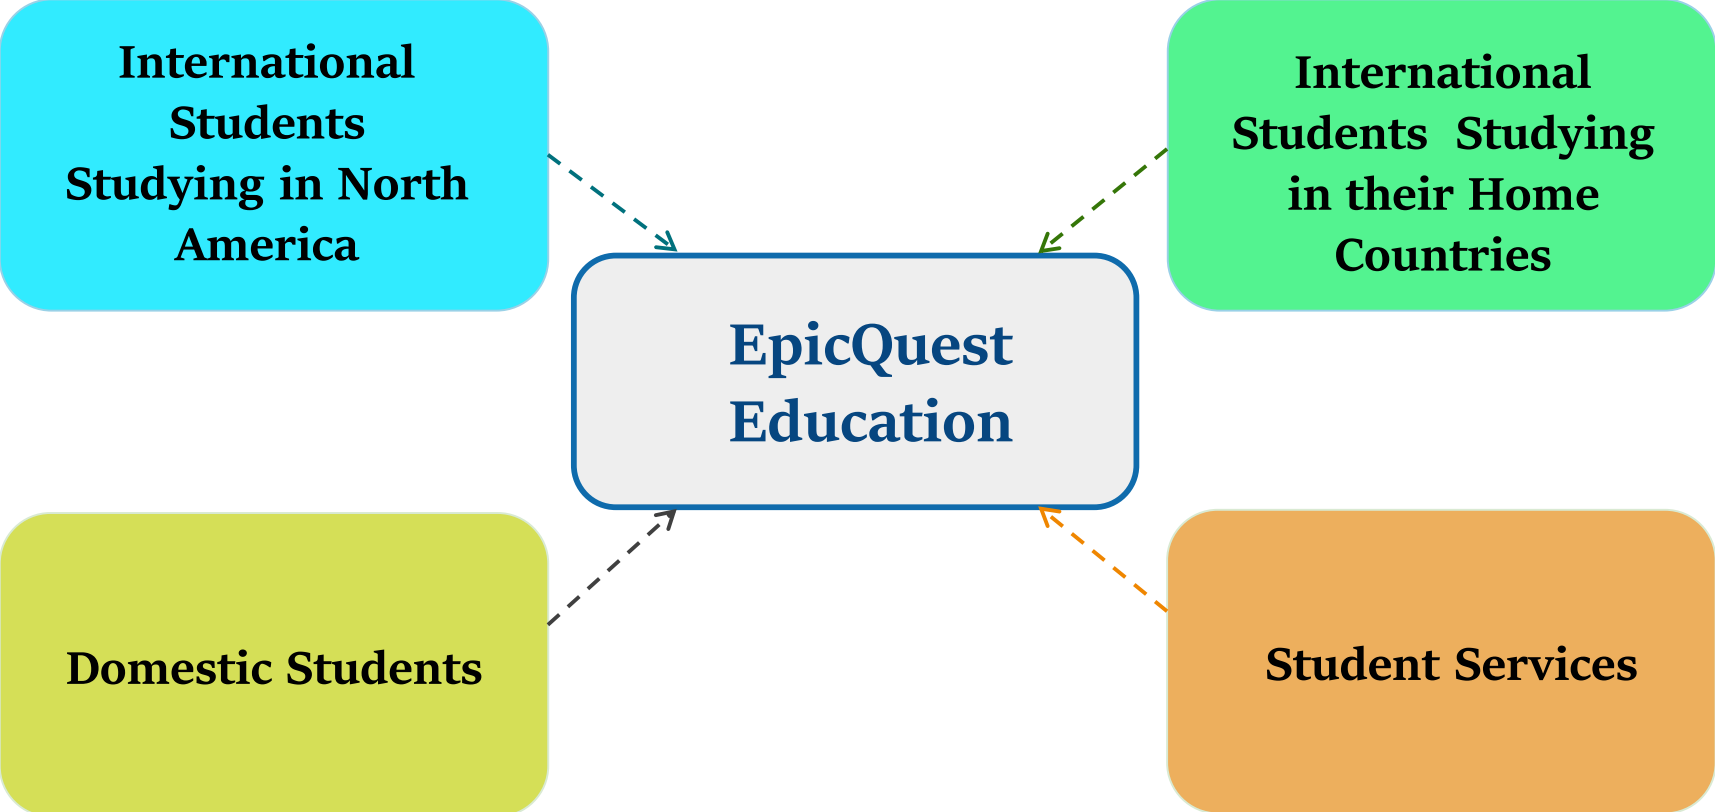 International
Students
Studying in North
America
International
Students  Studying
in their Home
Countries
EpicQuest
Education
Domestic Students
Student Services